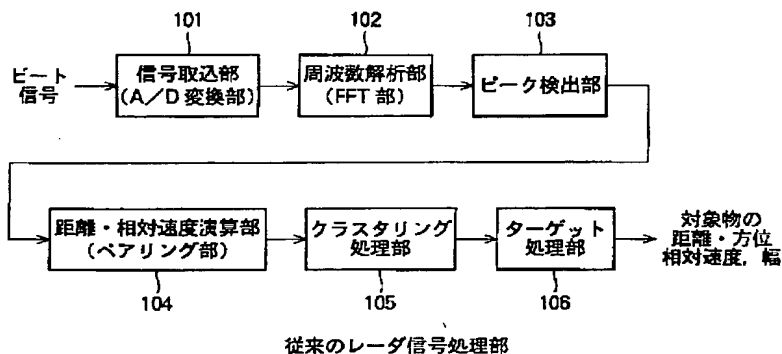 101
102
103
ビート
信号
信号取込部
(A/D変換部)
周波数解析部
(FFT部)
ピーク検出部
距離・相対速度演算部
(ペアリング部)
クラスタリング
処理部
ターゲット
処理部
対象物の
距離・方位
相対速度，幅
104
105
106
従来のレーダ信号処理部